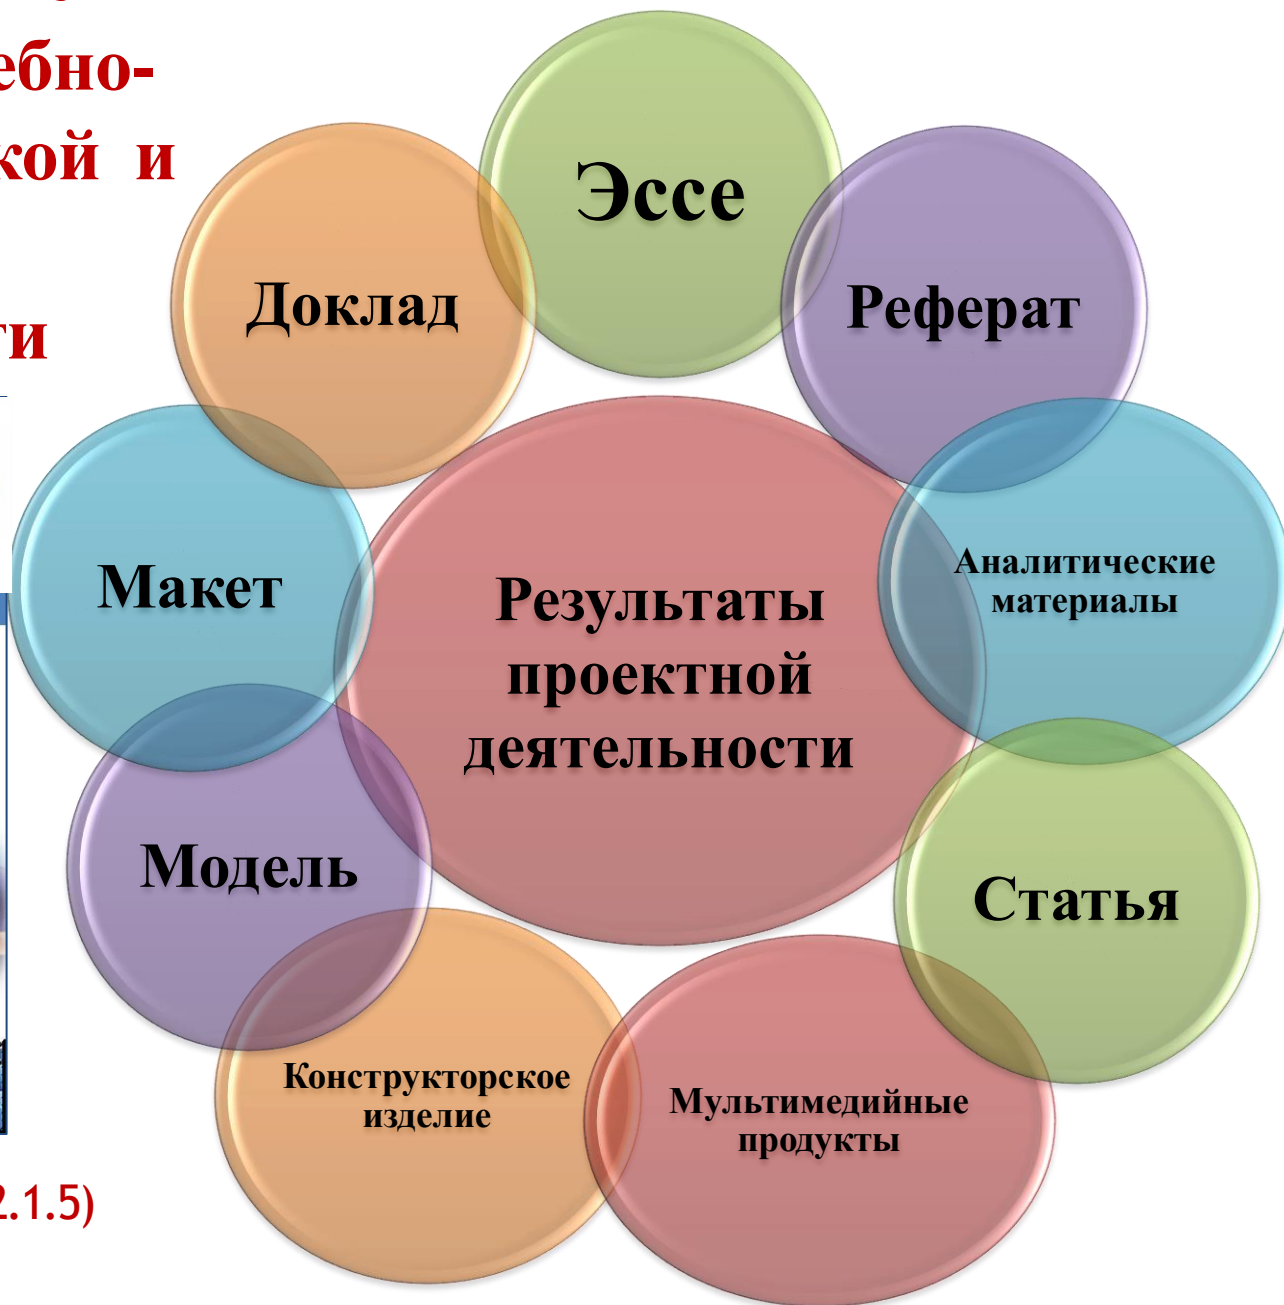 ебно-
кой и
ти
Эссе
Доклад
Реферат
Макет
Аналитические
материалы
Результаты
проектной
деятельности
Модель
Статья
Конструкторское
изделие
Мультимедийные
продукты
2.1.5)